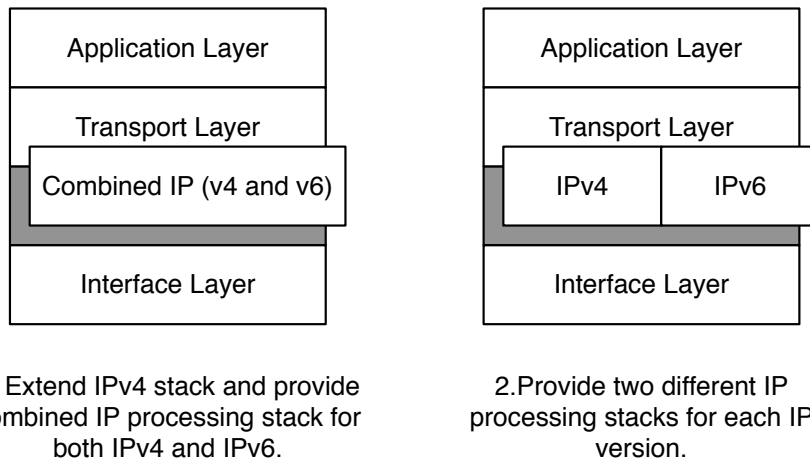 Application Layer
Transport Layer
Combined IP (v4 and v6)
Interface Layer
Extend IPv4 stack and provide
IP processing stack for
both IPv4 and IPv6.
Application Layer
Transport Layer
IPv4
IPv6
Interface Layer
2.Provide two different IP
processing stacks for each IP
version.